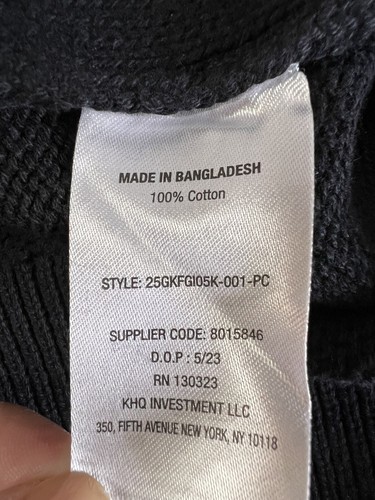 MADE IN BANGLADESH
100% Cotton
STYLE: 25GKFGI05K-001-PC
SUPPLIER CODE: 8015846
D.O.P : 5/23
RN 130323
KHQ INVESTMENT LLC
350, FIFTH AVENUE NEW YORK, NY 10118